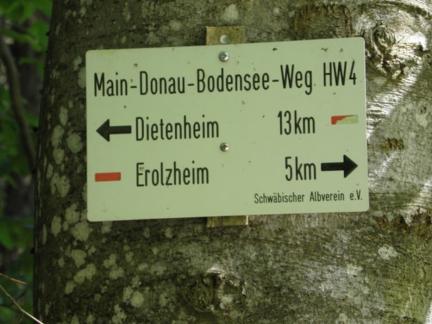 Main-Donau-Bodensee-Weg HW4
Dietenheim 13km
Erolzheim 5km
Schwäbischer Albverein e.V.